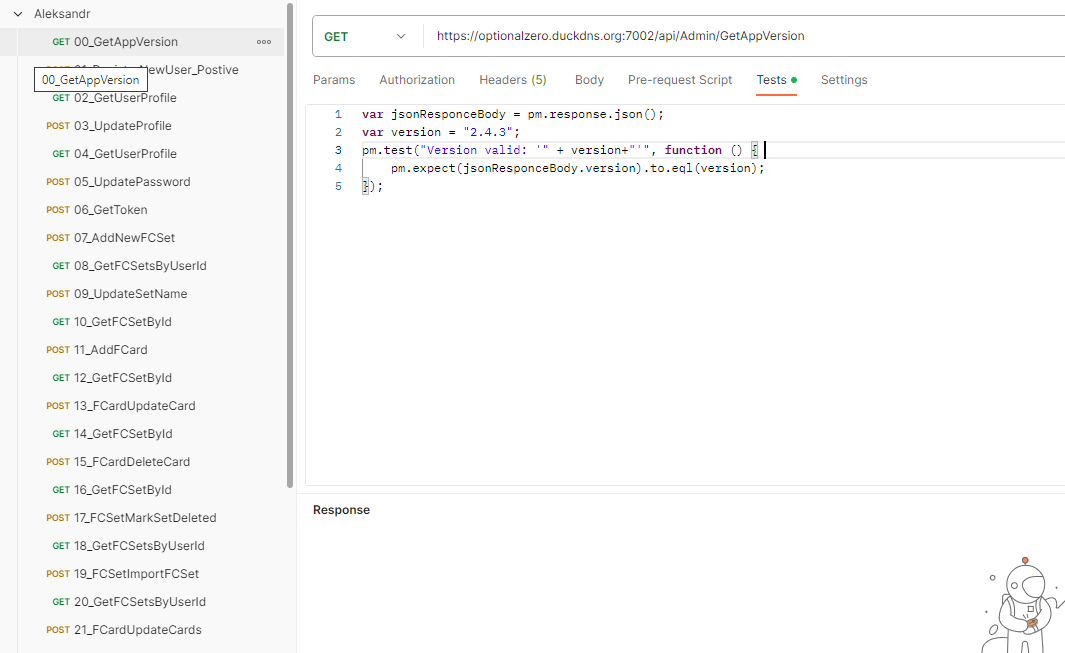 Aleksandr
GET 00_GetAppVersion
NewUser_Postive
00_GetAppVersion
GET 02_GetUserProfile
POST 03_UpdateProfile
GET 04_GetUserProfile
POST 05_UpdatePassword
POST 06_GetToken
POST 07_AddNewFCSet
GET 08_GetFCSetsByUserId
POST 09_UpdateSetName
GET 10_GetFCSetById
POST 11_AddFCard
GET 12_GetFCSetById
POST 13_FCardUpdateCard
GET 14_GetFCSetById
POST 15_FCardDeleteCard
GET 16_GetFCSetById
POST 17_FCSetMarkSetDeleted
GET 18_GetFCSetsByUserId
POST 19_FCSetImportFCSet
GET 20_GetFCSetsByUserId
POST 21_FCardUpdateCards
GET https://optionalzero.duckdns.org:7002/api/Admin/GetAppVersion
Params Authorization Headers (5) Body Pre-request Script Tests Settings
1 var jsonResponceBody = pm.response.json();
2 var version = "2.4.3";
3 pm.test("Version valid: '" + version+"'", function () {
4 pm.expect(jsonResponceBody.version).to.eql(version);
5 });
Response